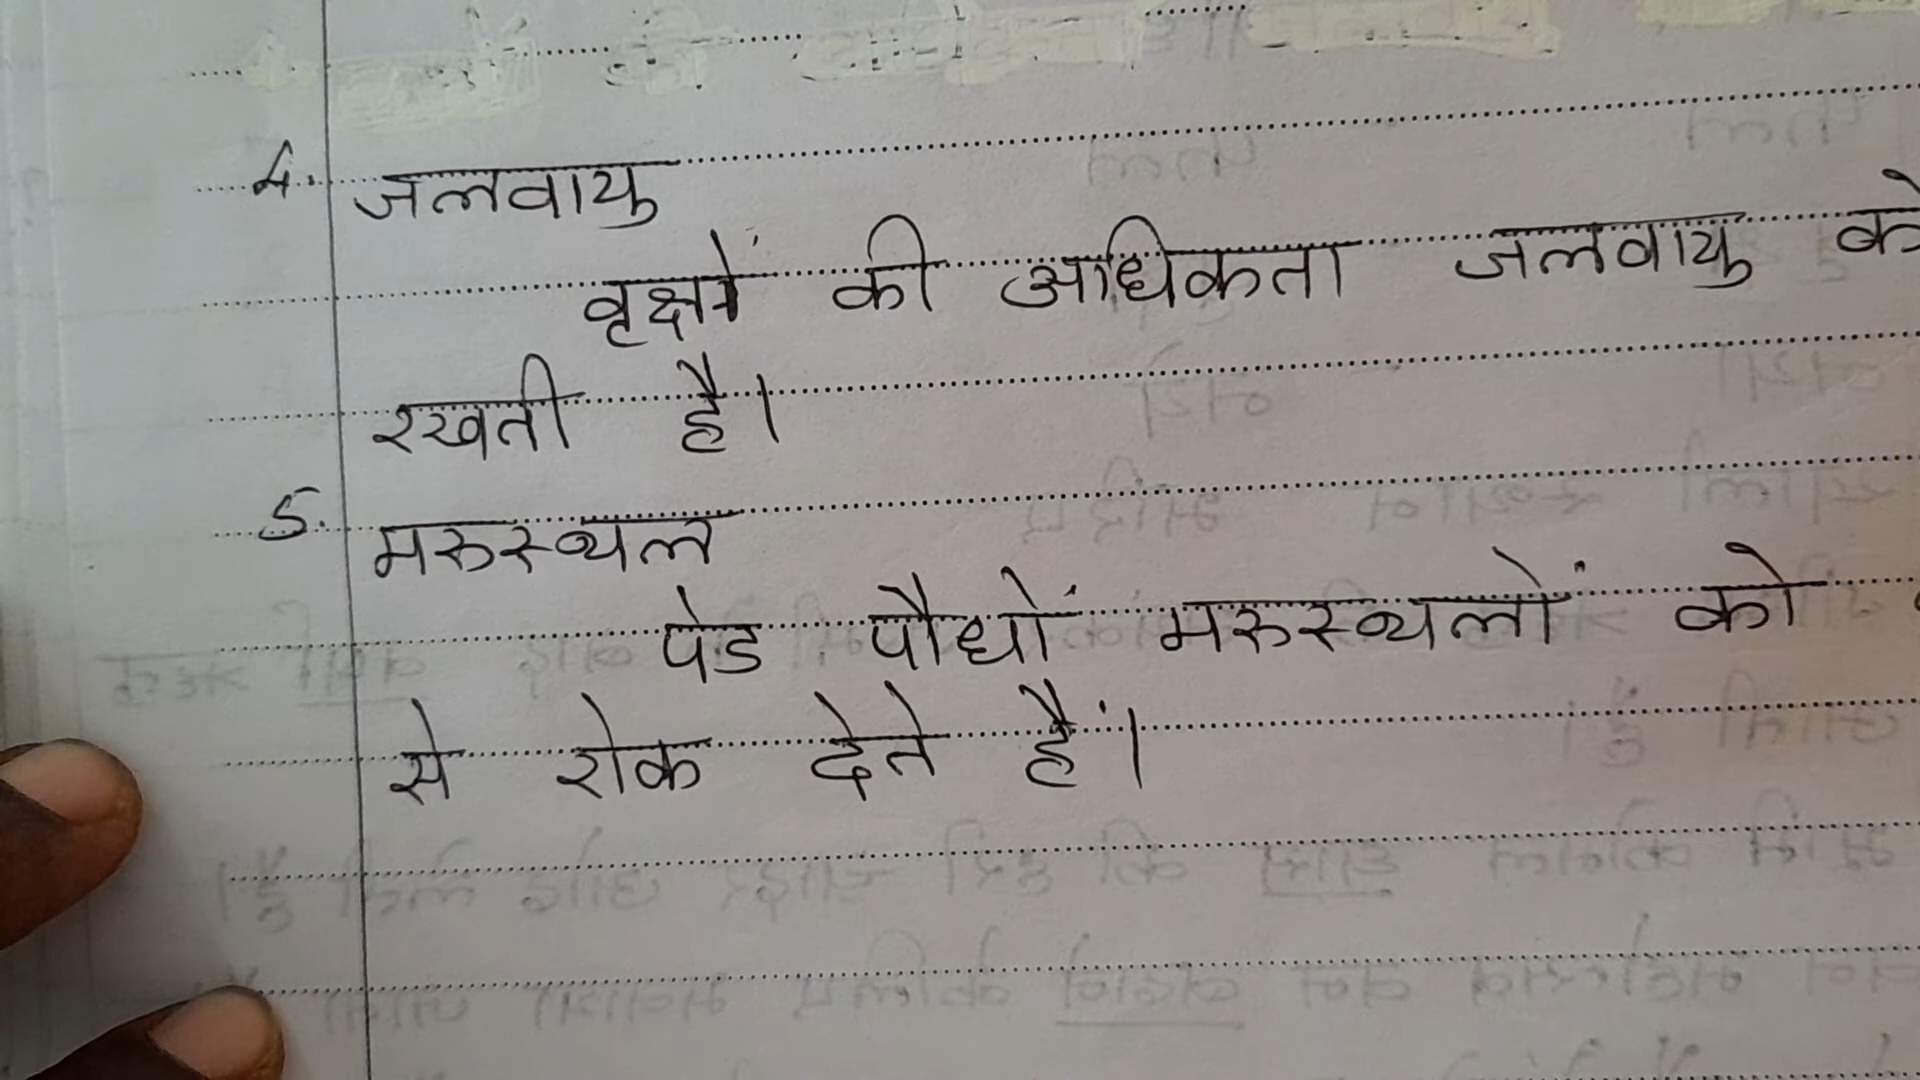 4. जलवायु
वृक्षों की अधिकता जलवायु को
रखती है।
5. मरुस्थल
पेड पौधों मरुस्थलों को
से रोक देते हैं।